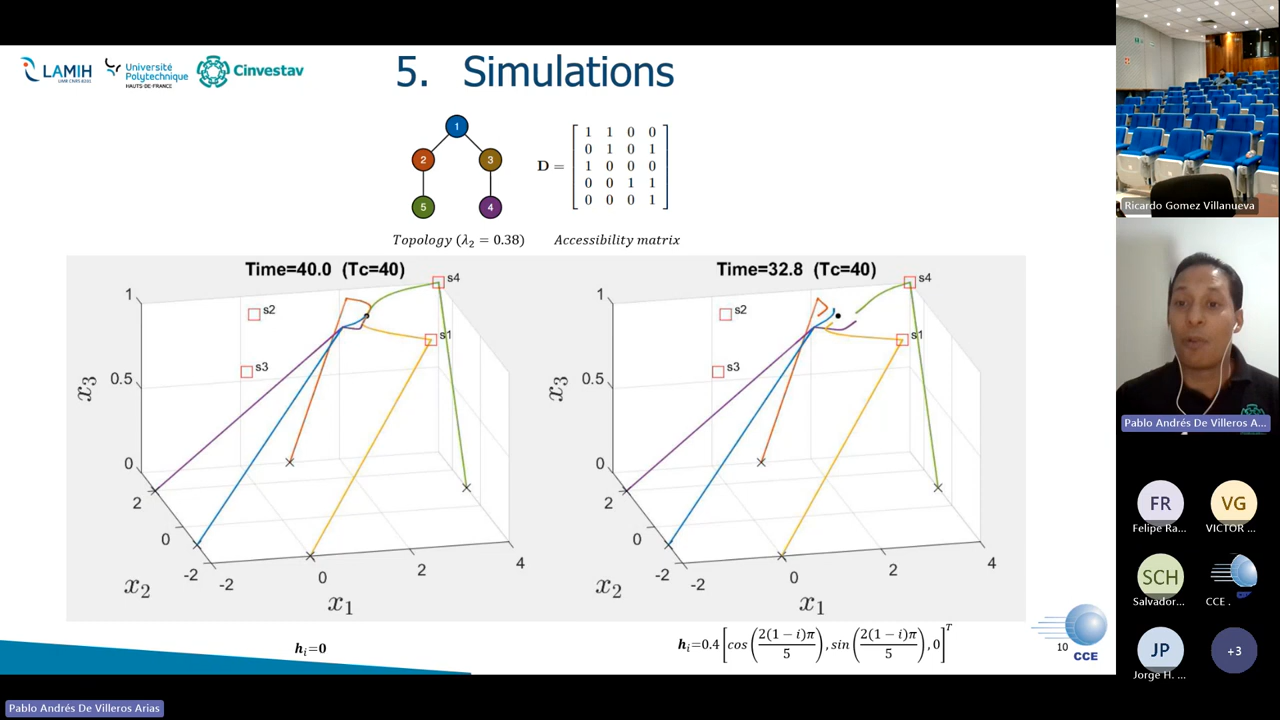 LAMIH
UMR CNRS 8201
Université
Polytechnique
HAUTS-DE-FRANCE
Cinvestav
5. Simulations
1
2
3
5
4
D =
1 1 0 0
0 1 0 1
1 0 0 0
0 0 1 1
0 0 0 1
Topology (λ₂ = 0.38)
Accessibility matrix
Time=40.0 (Tc=40)
s4
s2
s1
s3
1
0.5
0
x₃
2
0
-2
x₂
-2
0
2
4
x₁
Time=32.8 (Tc=40)
s4
s2
s1
s3
1
0.5
0
x₃
2
0
-2
x₂
-2
0
2
4
x₁
hᵢ=0
hᵢ=0.4[cos(2(1 − i)π/5), sin(2(1 − i)π/5), 0]ᵀ
10
CCE
Ricardo Gomez Villanueva
Pablo Andrés De Villeros A...
FR
Felipe Ra...
VG
VICTOR ...
SCH
Salvador...
CCE .
JP
Jorge H. ...
+3
Pablo Andrés De Villeros Arias